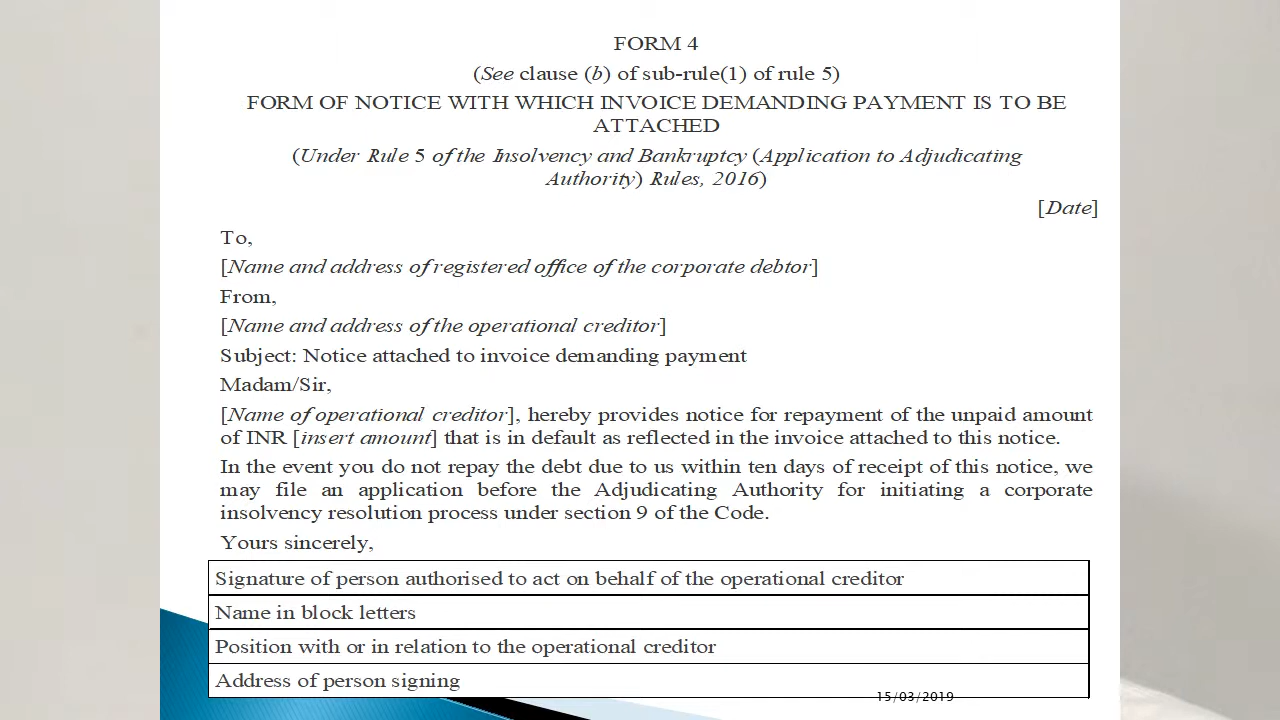 FORM 4
(See clause (b) of sub-rule(1) of rule 5)
FORM OF NOTICE WITH WHICH INVOICE DEMANDING PAYMENT IS TO BE
ATTACHED
(Under Rule 5 of the Insolvency and Bankruptcy (Application to Adjudicating
Authority) Rules, 2016)
[Date]
To,
[Name and address of registered office of the corporate debtor]
From,
[Name and address of the operational creditor]
Subject: Notice attached to invoice demanding payment
Madam/Sir,
[Name of operational creditor], hereby provides notice for repayment of the unpaid amount
of INR [insert amount] that is in default as reflected in the invoice attached to this notice.
In the event you do not repay the debt due to us within ten days of receipt of this notice, we
may file an application before the Adjudicating Authority for initiating a corporate
insolvency resolution process under section 9 of the Code.
Yours sincerely,
Signature of person authorised to act on behalf of the operational creditor
Name in block letters
Position with or in relation to the operational creditor
Address of person signing
15/03/2019